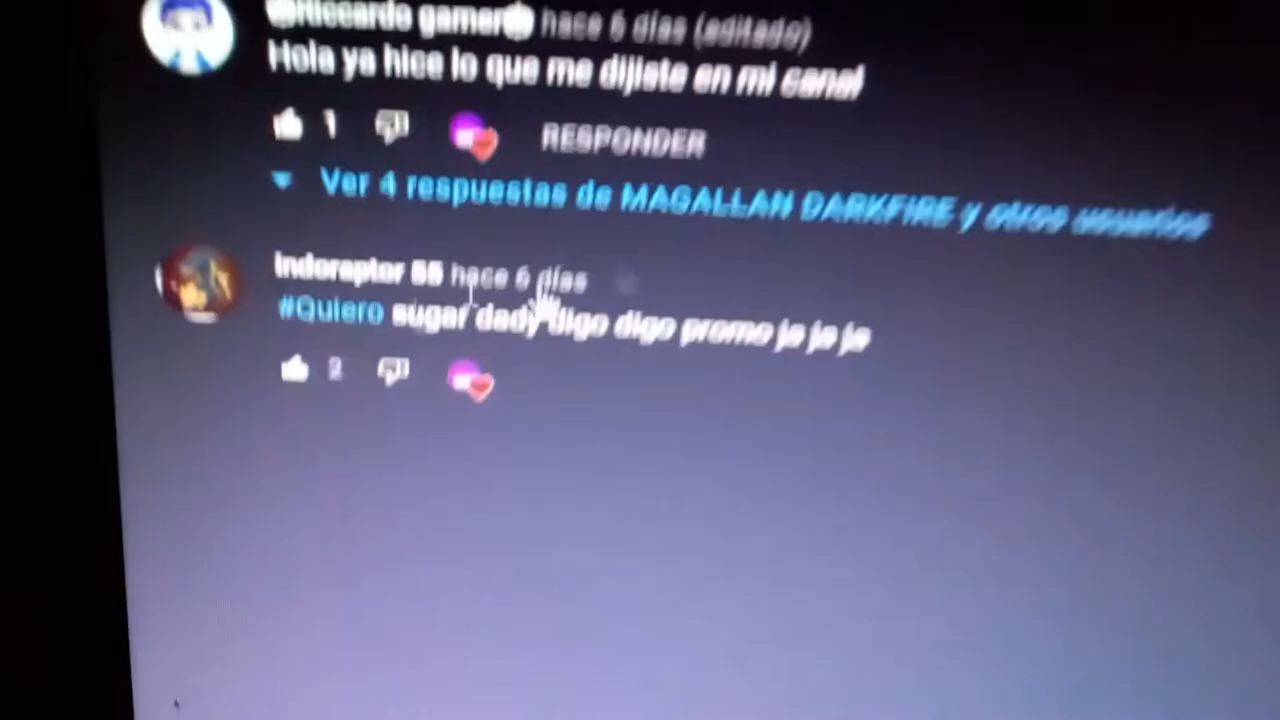 gamer hace 6 días (editado)
Hola ya hice lo que me dijiste en mi canal
1 RESPONDER
Ver 4 respuestas de MAGALLAN DARKFIRE y otros usuarios
Indoraptor 55 hace 6 días
#Quiero sugar dady digo digo promo ja ja ja
2